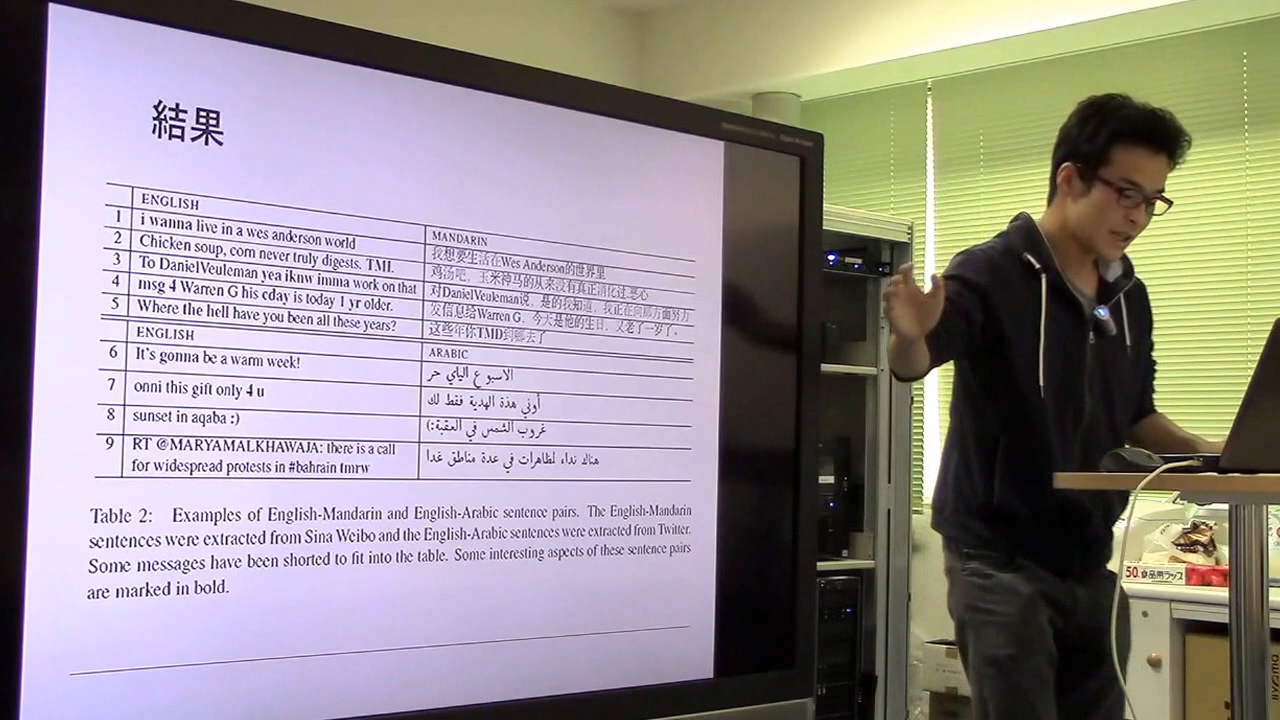 結果
ENGLISH MANDARIN
1 i wanna live in a wes anderson world 我想要生活在Wes Anderson的世界里
2 Chicken soup, corn never truly digests. TMI. 鸡汤吧，玉米神马的从来没有真正消化过.恶心
3 To DanielVeuleman yea iknw imma work on that 对DanielVeuleman说，是的我知道，我正在向那方面努力
4 msg 4 Warren G his cday is today 1 yr older. 发信息给Warren G，今天是他的生日，又老了一岁了。
5 Where the hell have you been all these years? 这些年你TMD到哪去了
ENGLISH ARABIC
6 It's gonna be a warm week! الاسبوع الياي حر
7 onni this gift only 4 u أوني هذة الهدية فقط لك
8 sunset in aqaba :) غروب الشمس في العقبة:)
9 RT @MARYAMALKHAWAJA: there is a call هناك نداء لمظاهرات في عدة مناطق غدا
for widespread protests in #bahrain tmrw
Table 2: Examples of English-Mandarin and English-Arabic sentence pairs. The English-Mandarin
sentences were extracted from Sina Weibo and the English-Arabic sentences were extracted from Twitter.
Some messages have been shorted to fit into the table. Some interesting aspects of these sentence pairs
are marked in bold.
50 食品用ラップ